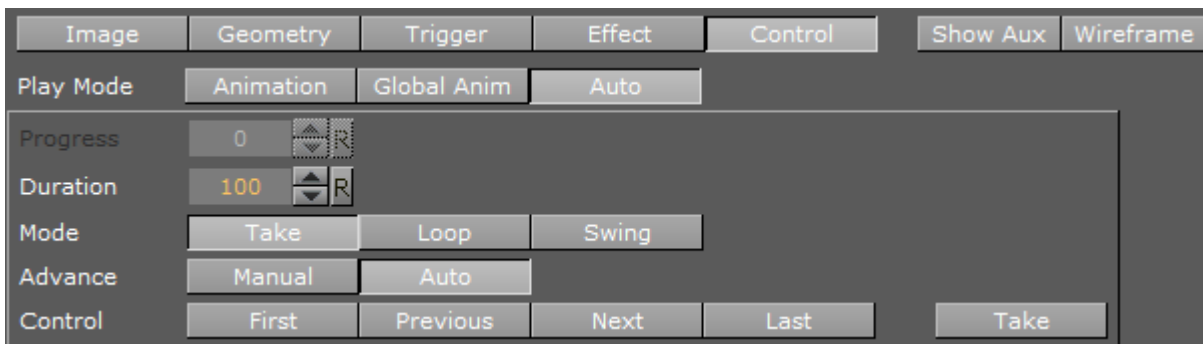 Image Geometry Trigger Effect Control Show Aux Wireframe
Play Mode Animation Global Anim Auto
Progress 0 R
Duration 100 R
Mode Take Loop Swing
Advance Manual Auto
Control First Previous Next Last Take